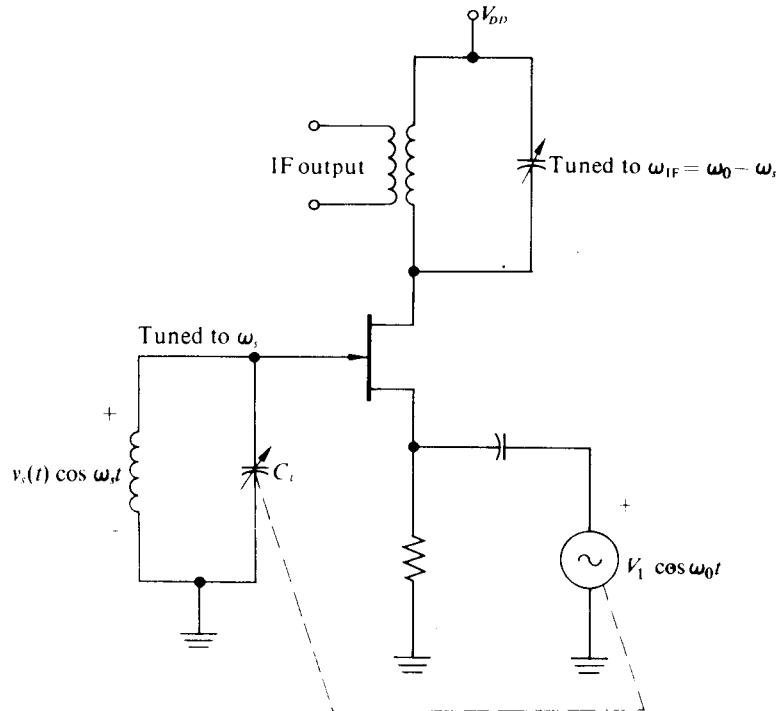 V_DD
IF output
Tuned to ω_IF = ω_0 − ω_s
Tuned to ω_s
+
v_s(t) cos ω_s t
-
C_t
+
V_1 cos ω_0 t